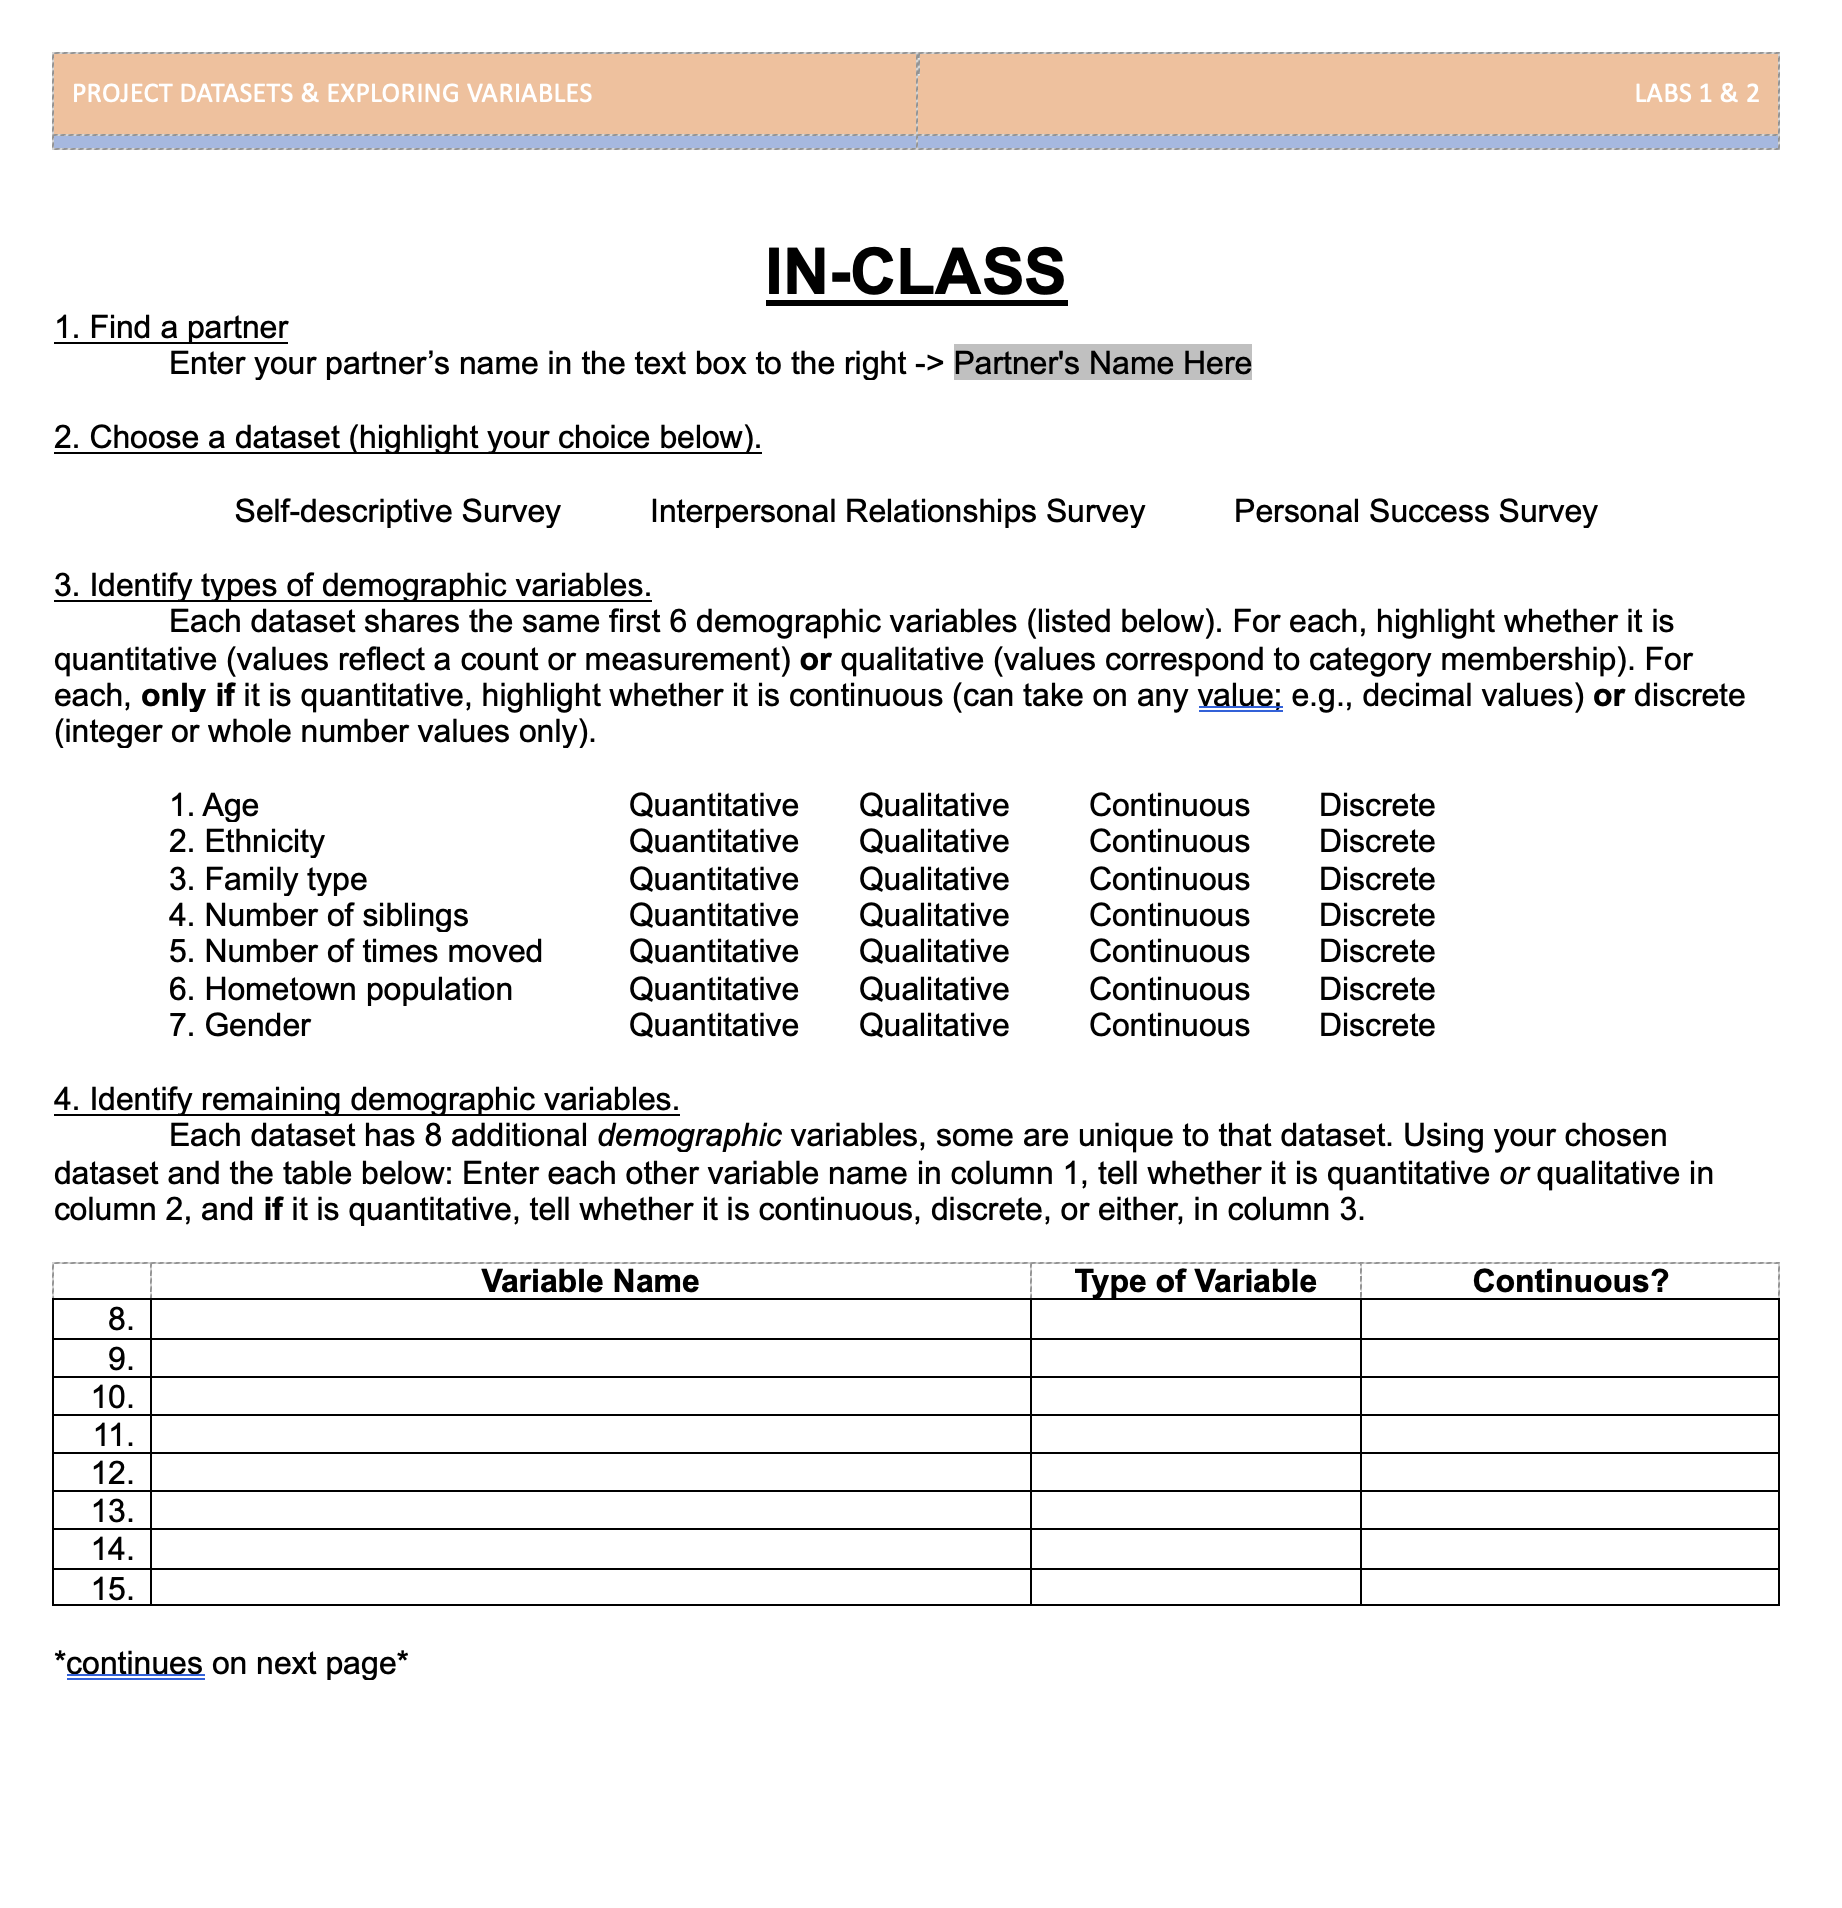 PROJECT DATASETS & EXPLORING VARIABLES LABS 1 & 2
IN-CLASS
1. Find a partner
Enter your partner’s name in the text box to the right -> Partner's Name Here
2. Choose a dataset (highlight your choice below).
Self-descriptive Survey Interpersonal Relationships Survey Personal Success Survey
3. Identify types of demographic variables.
Each dataset shares the same first 6 demographic variables (listed below). For each, highlight whether it is
quantitative (values reflect a count or measurement) or qualitative (values correspond to category membership). For
each, only if it is quantitative, highlight whether it is continuous (can take on any value; e.g., decimal values) or discrete
(integer or whole number values only).
1. Age Quantitative Qualitative Continuous Discrete
2. Ethnicity Quantitative Qualitative Continuous Discrete
3. Family type Quantitative Qualitative Continuous Discrete
4. Number of siblings Quantitative Qualitative Continuous Discrete
5. Number of times moved Quantitative Qualitative Continuous Discrete
6. Hometown population Quantitative Qualitative Continuous Discrete
7. Gender Quantitative Qualitative Continuous Discrete
4. Identify remaining demographic variables.
Each dataset has 8 additional demographic variables, some are unique to that dataset. Using your chosen
dataset and the table below: Enter each other variable name in column 1, tell whether it is quantitative or qualitative in
column 2, and if it is quantitative, tell whether it is continuous, discrete, or either, in column 3.
Variable Name Type of Variable Continuous?
8.
9.
10.
11.
12.
13.
14.
15.
*continues on next page*